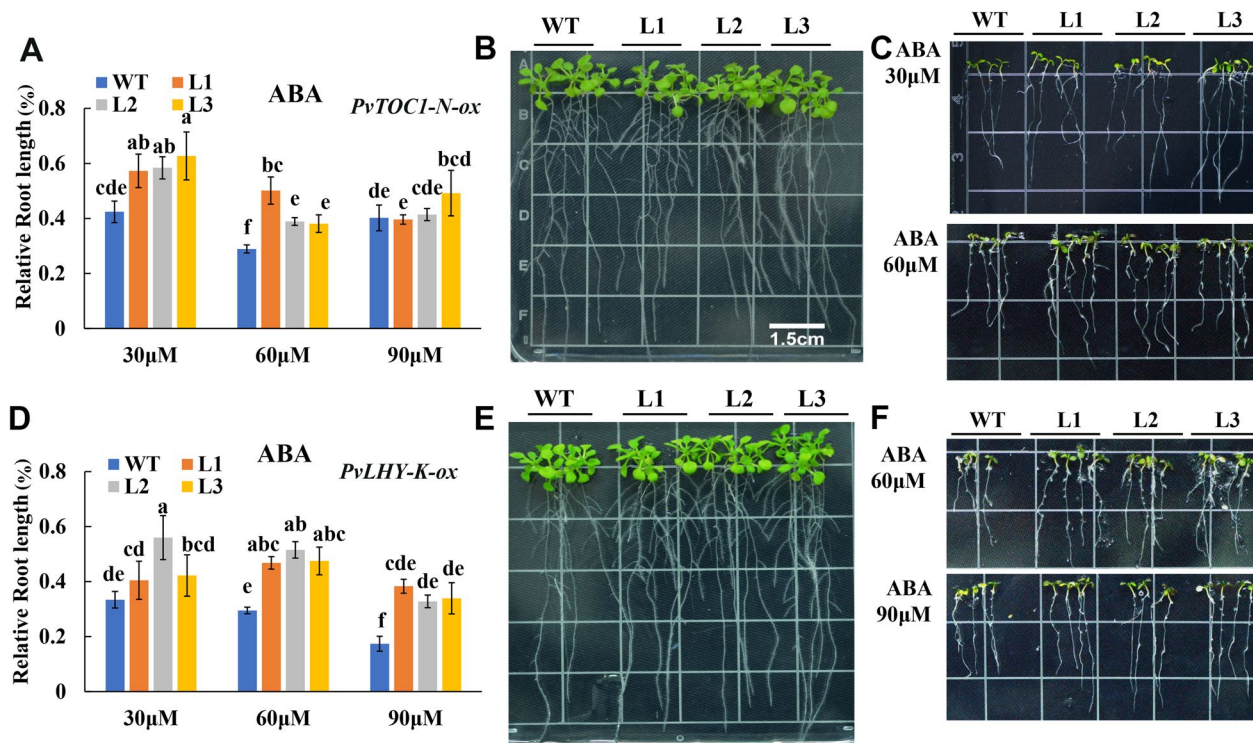 A
WT
L1
L2
L3
ABA
PvTOC1-N-ox
Relative Root length (%)
0.8
0.6
0.4
0.2
0
cde
ab
ab
a
f
bc
e
e
de
e
cde
bcd
30μM
60μM
90μM
B
WT
L1
L2
L3
A
B
C
D
E
F
1.5cm
C
WT
L1
L2
L3
ABA
30μM
4
3
ABA
60μM
D
WT
L1
L2
L3
ABA
PvLHY-K-ox
Relative Root length (%)
0.8
0.6
0.4
0.2
0
de
cd
a
bcd
e
abc
ab
abc
f
cde
de
de
30μM
60μM
90μM
E
WT
L1
L2
L3
F
WT
L1
L2
L3
ABA
60μM
ABA
90μM